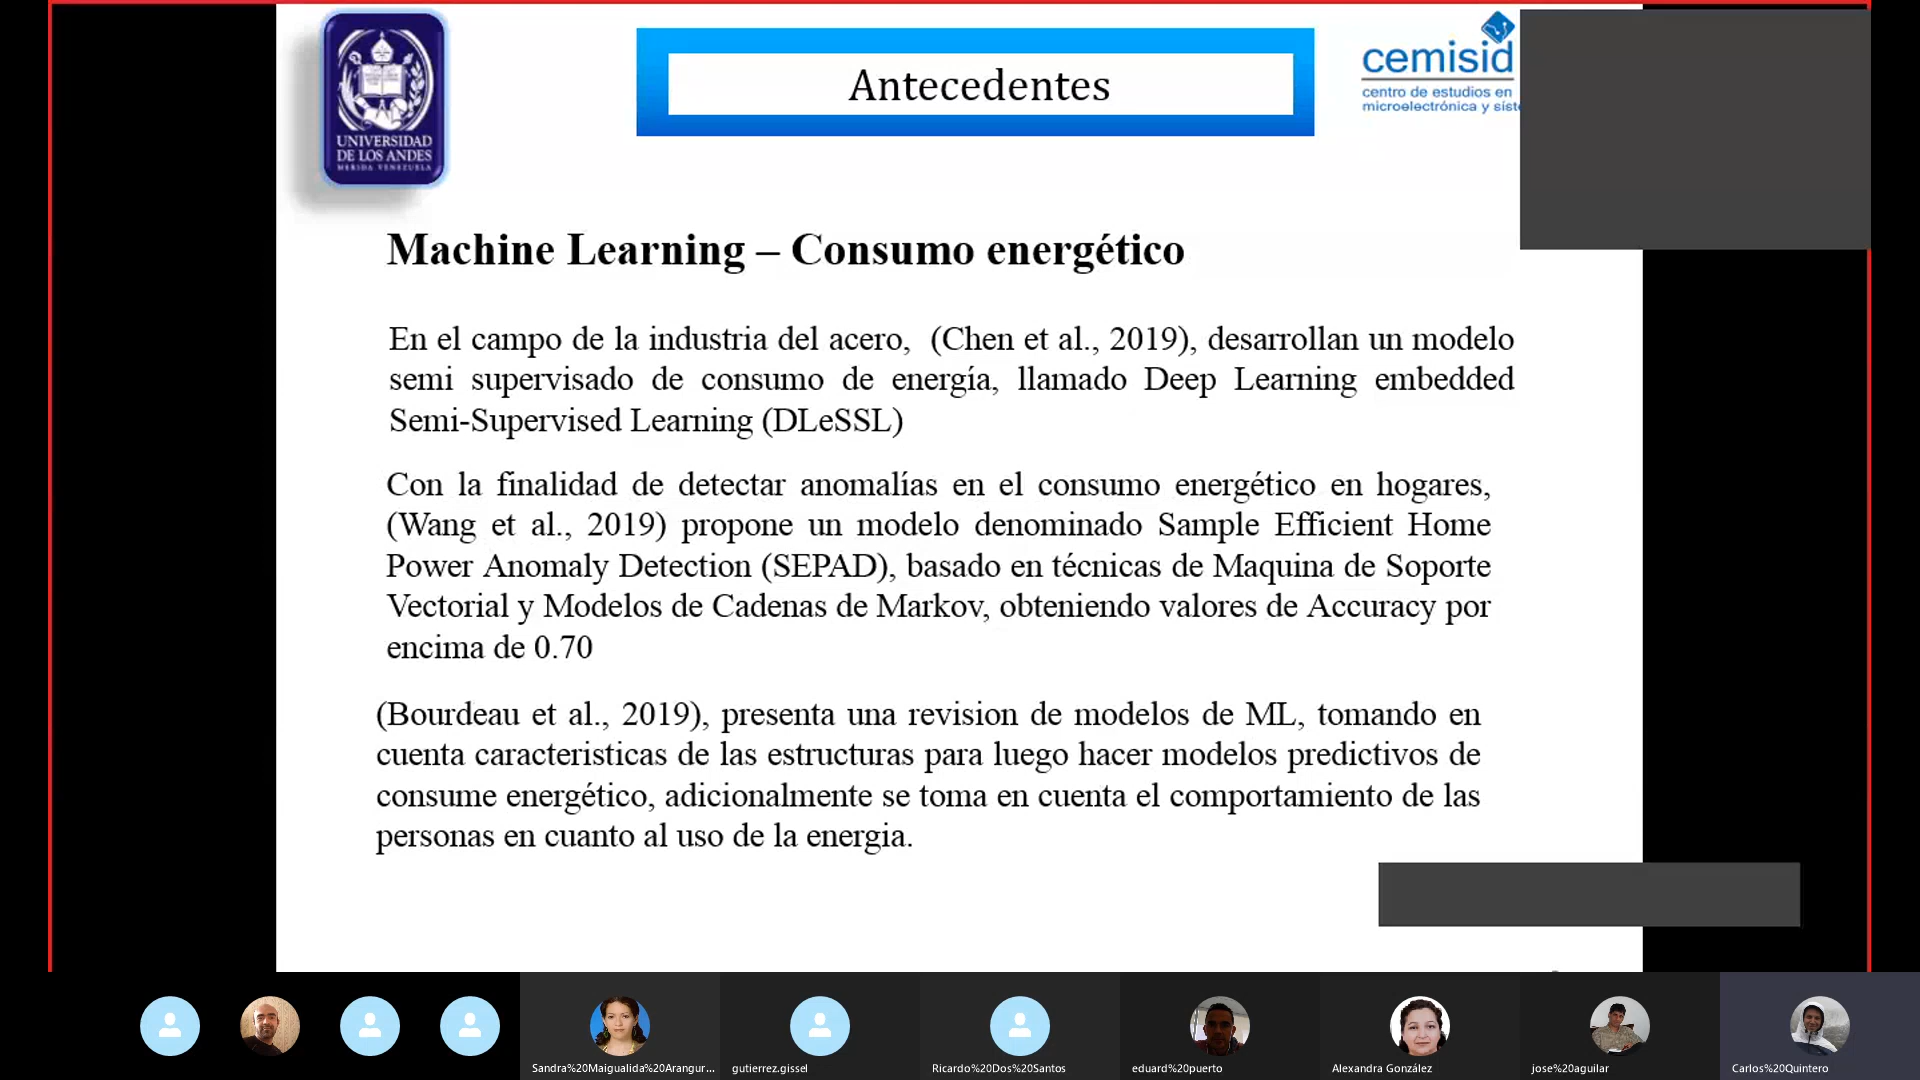 UNIVERSIDAD
DE LOS ANDES
MERIDA VENEZUELA
Antecedentes
cemisid
centro de estudios en
microelectrónica y sist
Machine Learning – Consumo energético
En el campo de la industria del acero, (Chen et al., 2019), desarrollan un modelo
semi supervisado de consumo de energía, llamado Deep Learning embedded
Semi-Supervised Learning (DLeSSL)
Con la finalidad de detectar anomalías en el consumo energético en hogares,
(Wang et al., 2019) propone un modelo denominado Sample Efficient Home
Power Anomaly Detection (SEPAD), basado en técnicas de Maquina de Soporte
Vectorial y Modelos de Cadenas de Markov, obteniendo valores de Accuracy por
encima de 0.70
(Bourdeau et al., 2019), presenta una revision de modelos de ML, tomando en
cuenta caracteristicas de las estructuras para luego hacer modelos predictivos de
consume energético, adicionalmente se toma en cuenta el comportamiento de las
personas en cuanto al uso de la energia.
Sandra%20Maigualida%20Arangur...
gutierrez.gissel
Ricardo%20Dos%20Santos
eduard%20puerto
Alexandra González
jose%20aguilar
Carlos%20Quintero